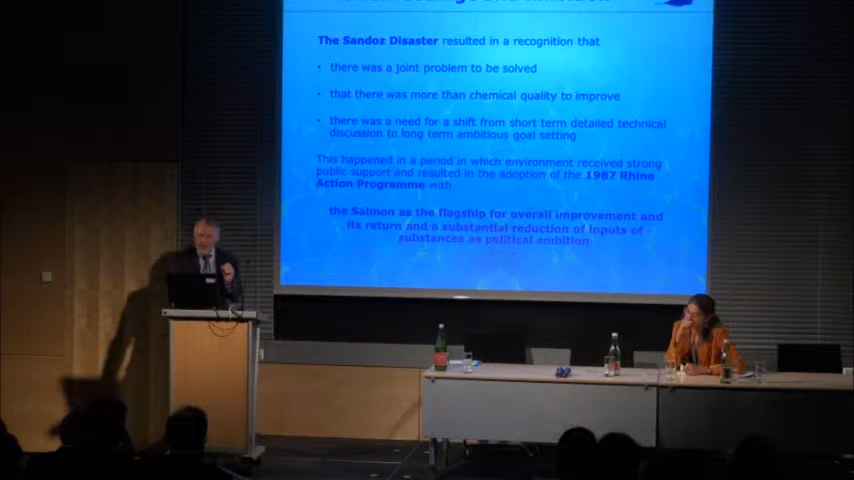 The Sandoz Disaster resulted in a recognition that
• there was a joint problem to be solved
• that there was more than chemical quality to improve
• there was a need for a shift from short term detailed technical
discussion to long term ambitious goal setting
This happened in a period in which environment received strong
public support and resulted in the adoption of the 1987 Rhine
Action Programme with
the Salmon as the flagship for overall improvement and
its return and a substantial reduction of inputs of
substances as political ambition